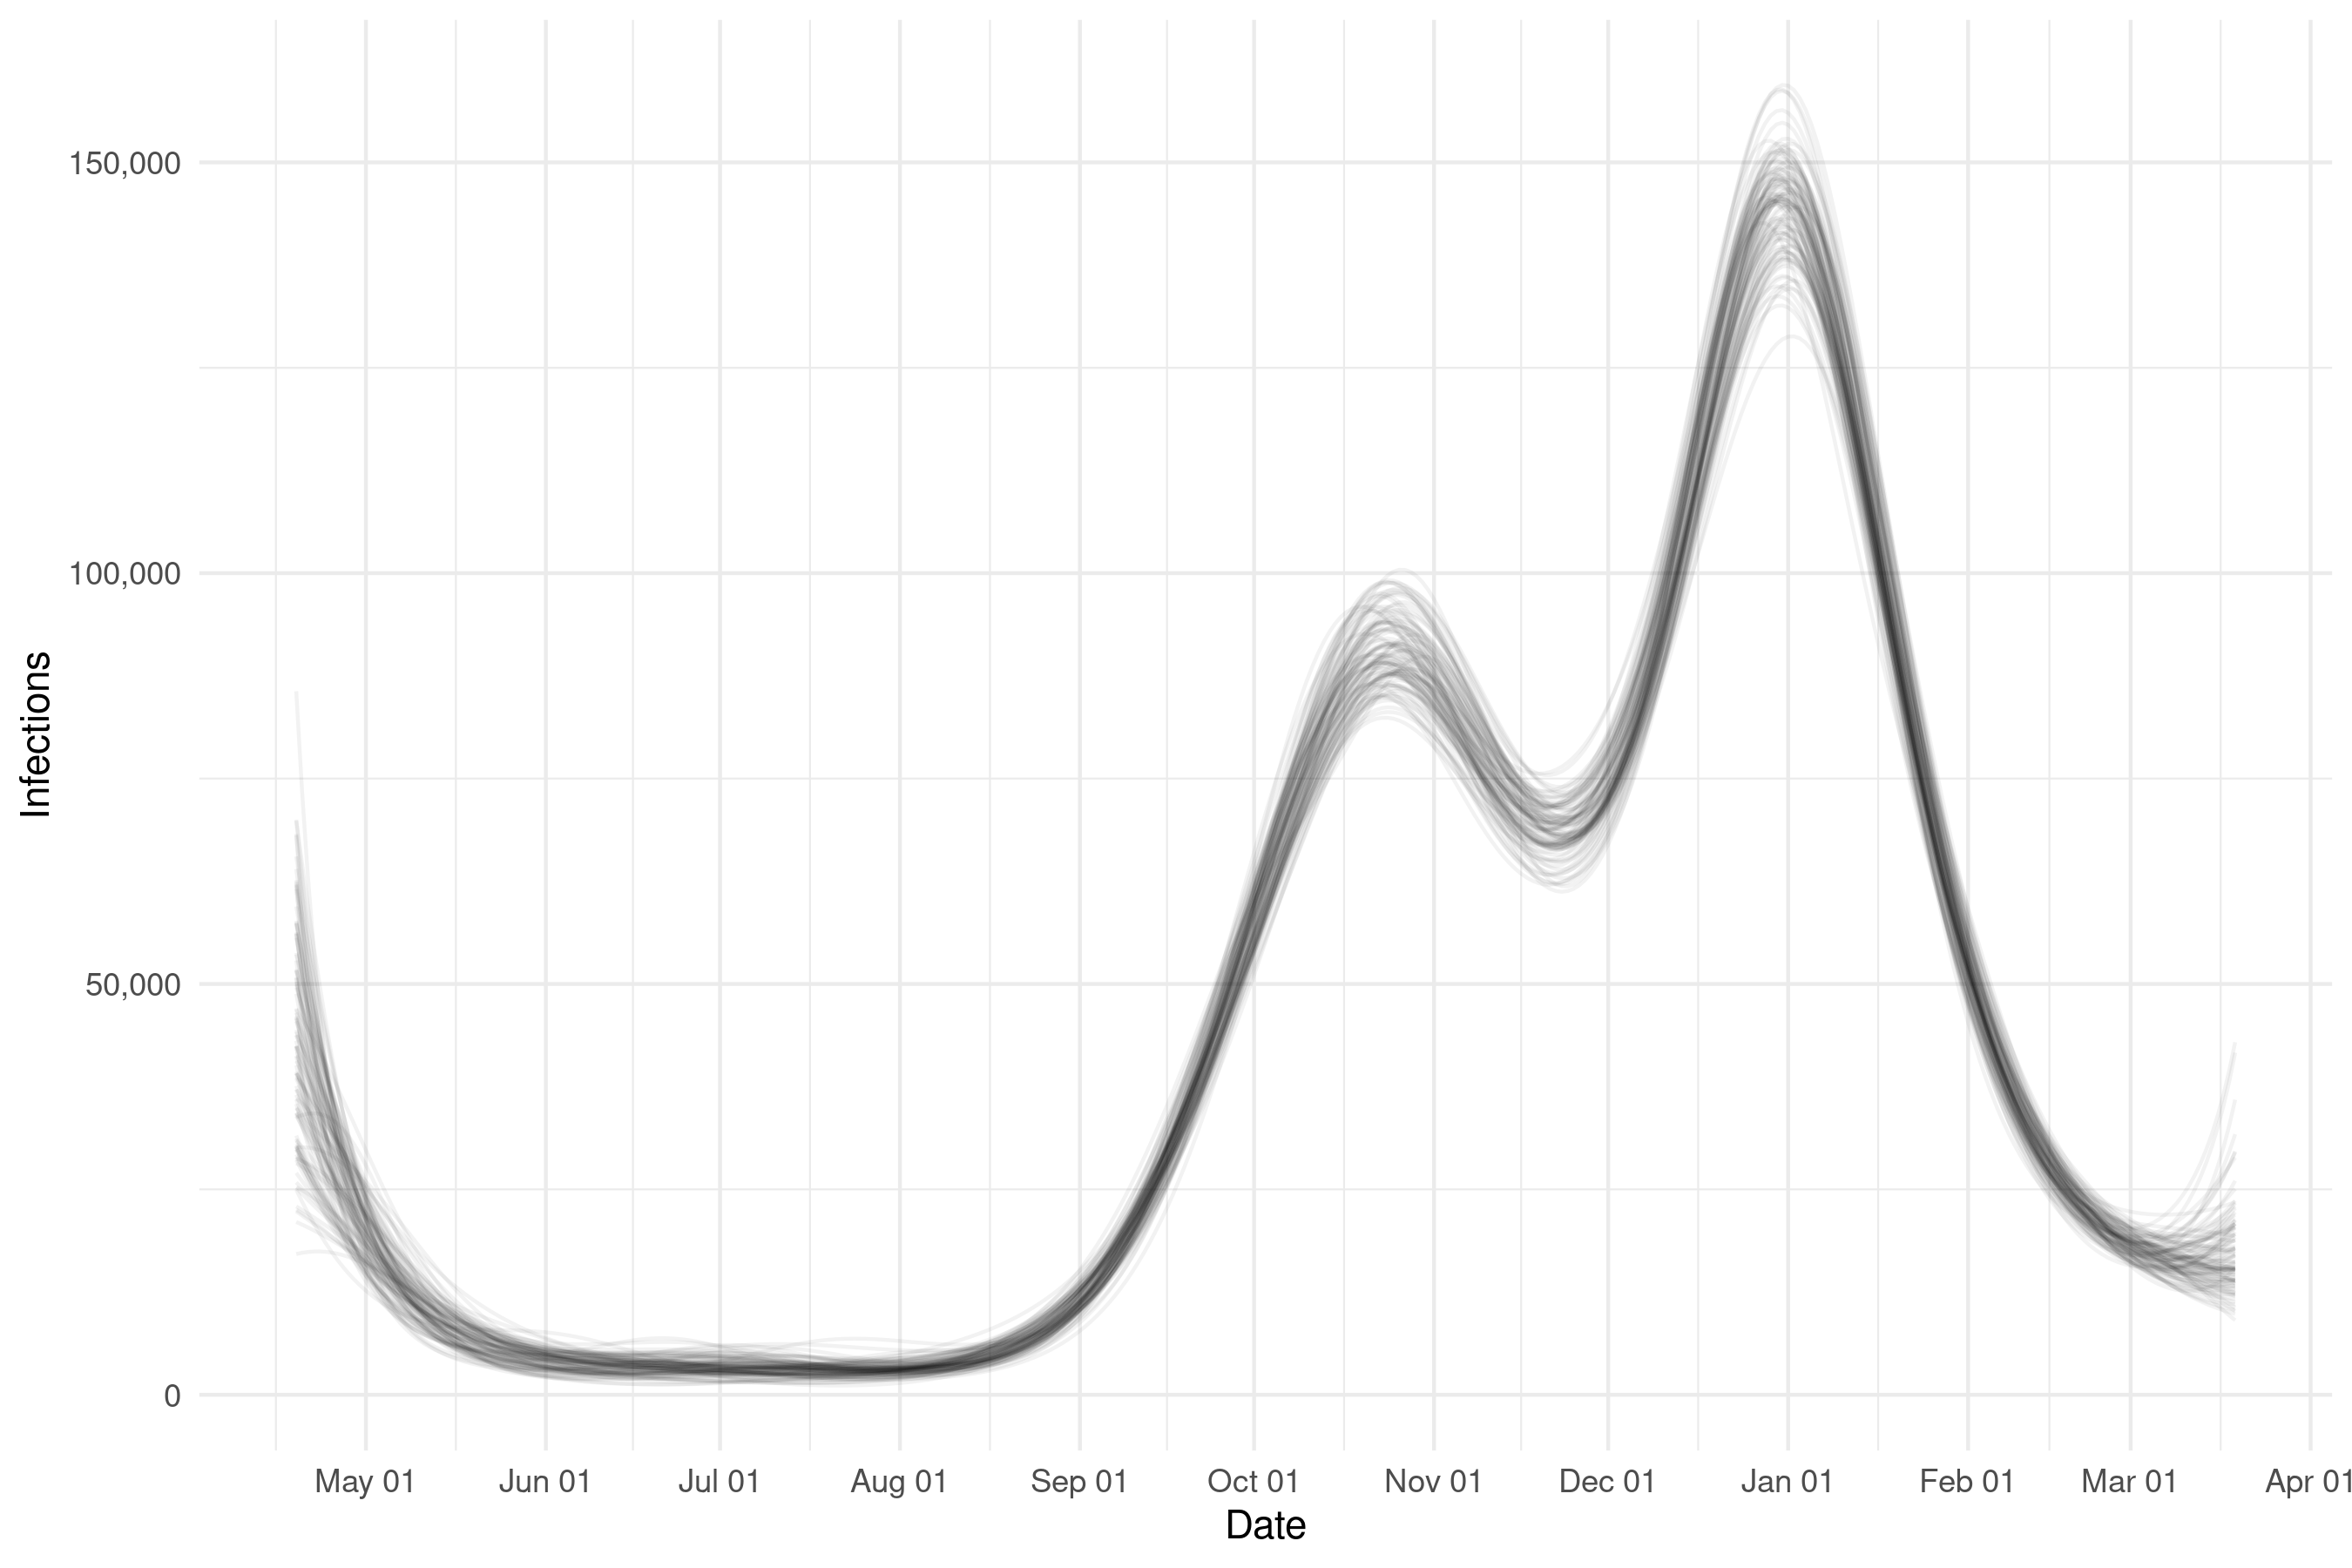 Infections
150,000
100,000
50,000
0
May 01 Jun 01 Jul 01 Aug 01 Sep 01 Oct 01 Nov 01 Dec 01 Jan 01 Feb 01 Mar 01 Apr 01
Date